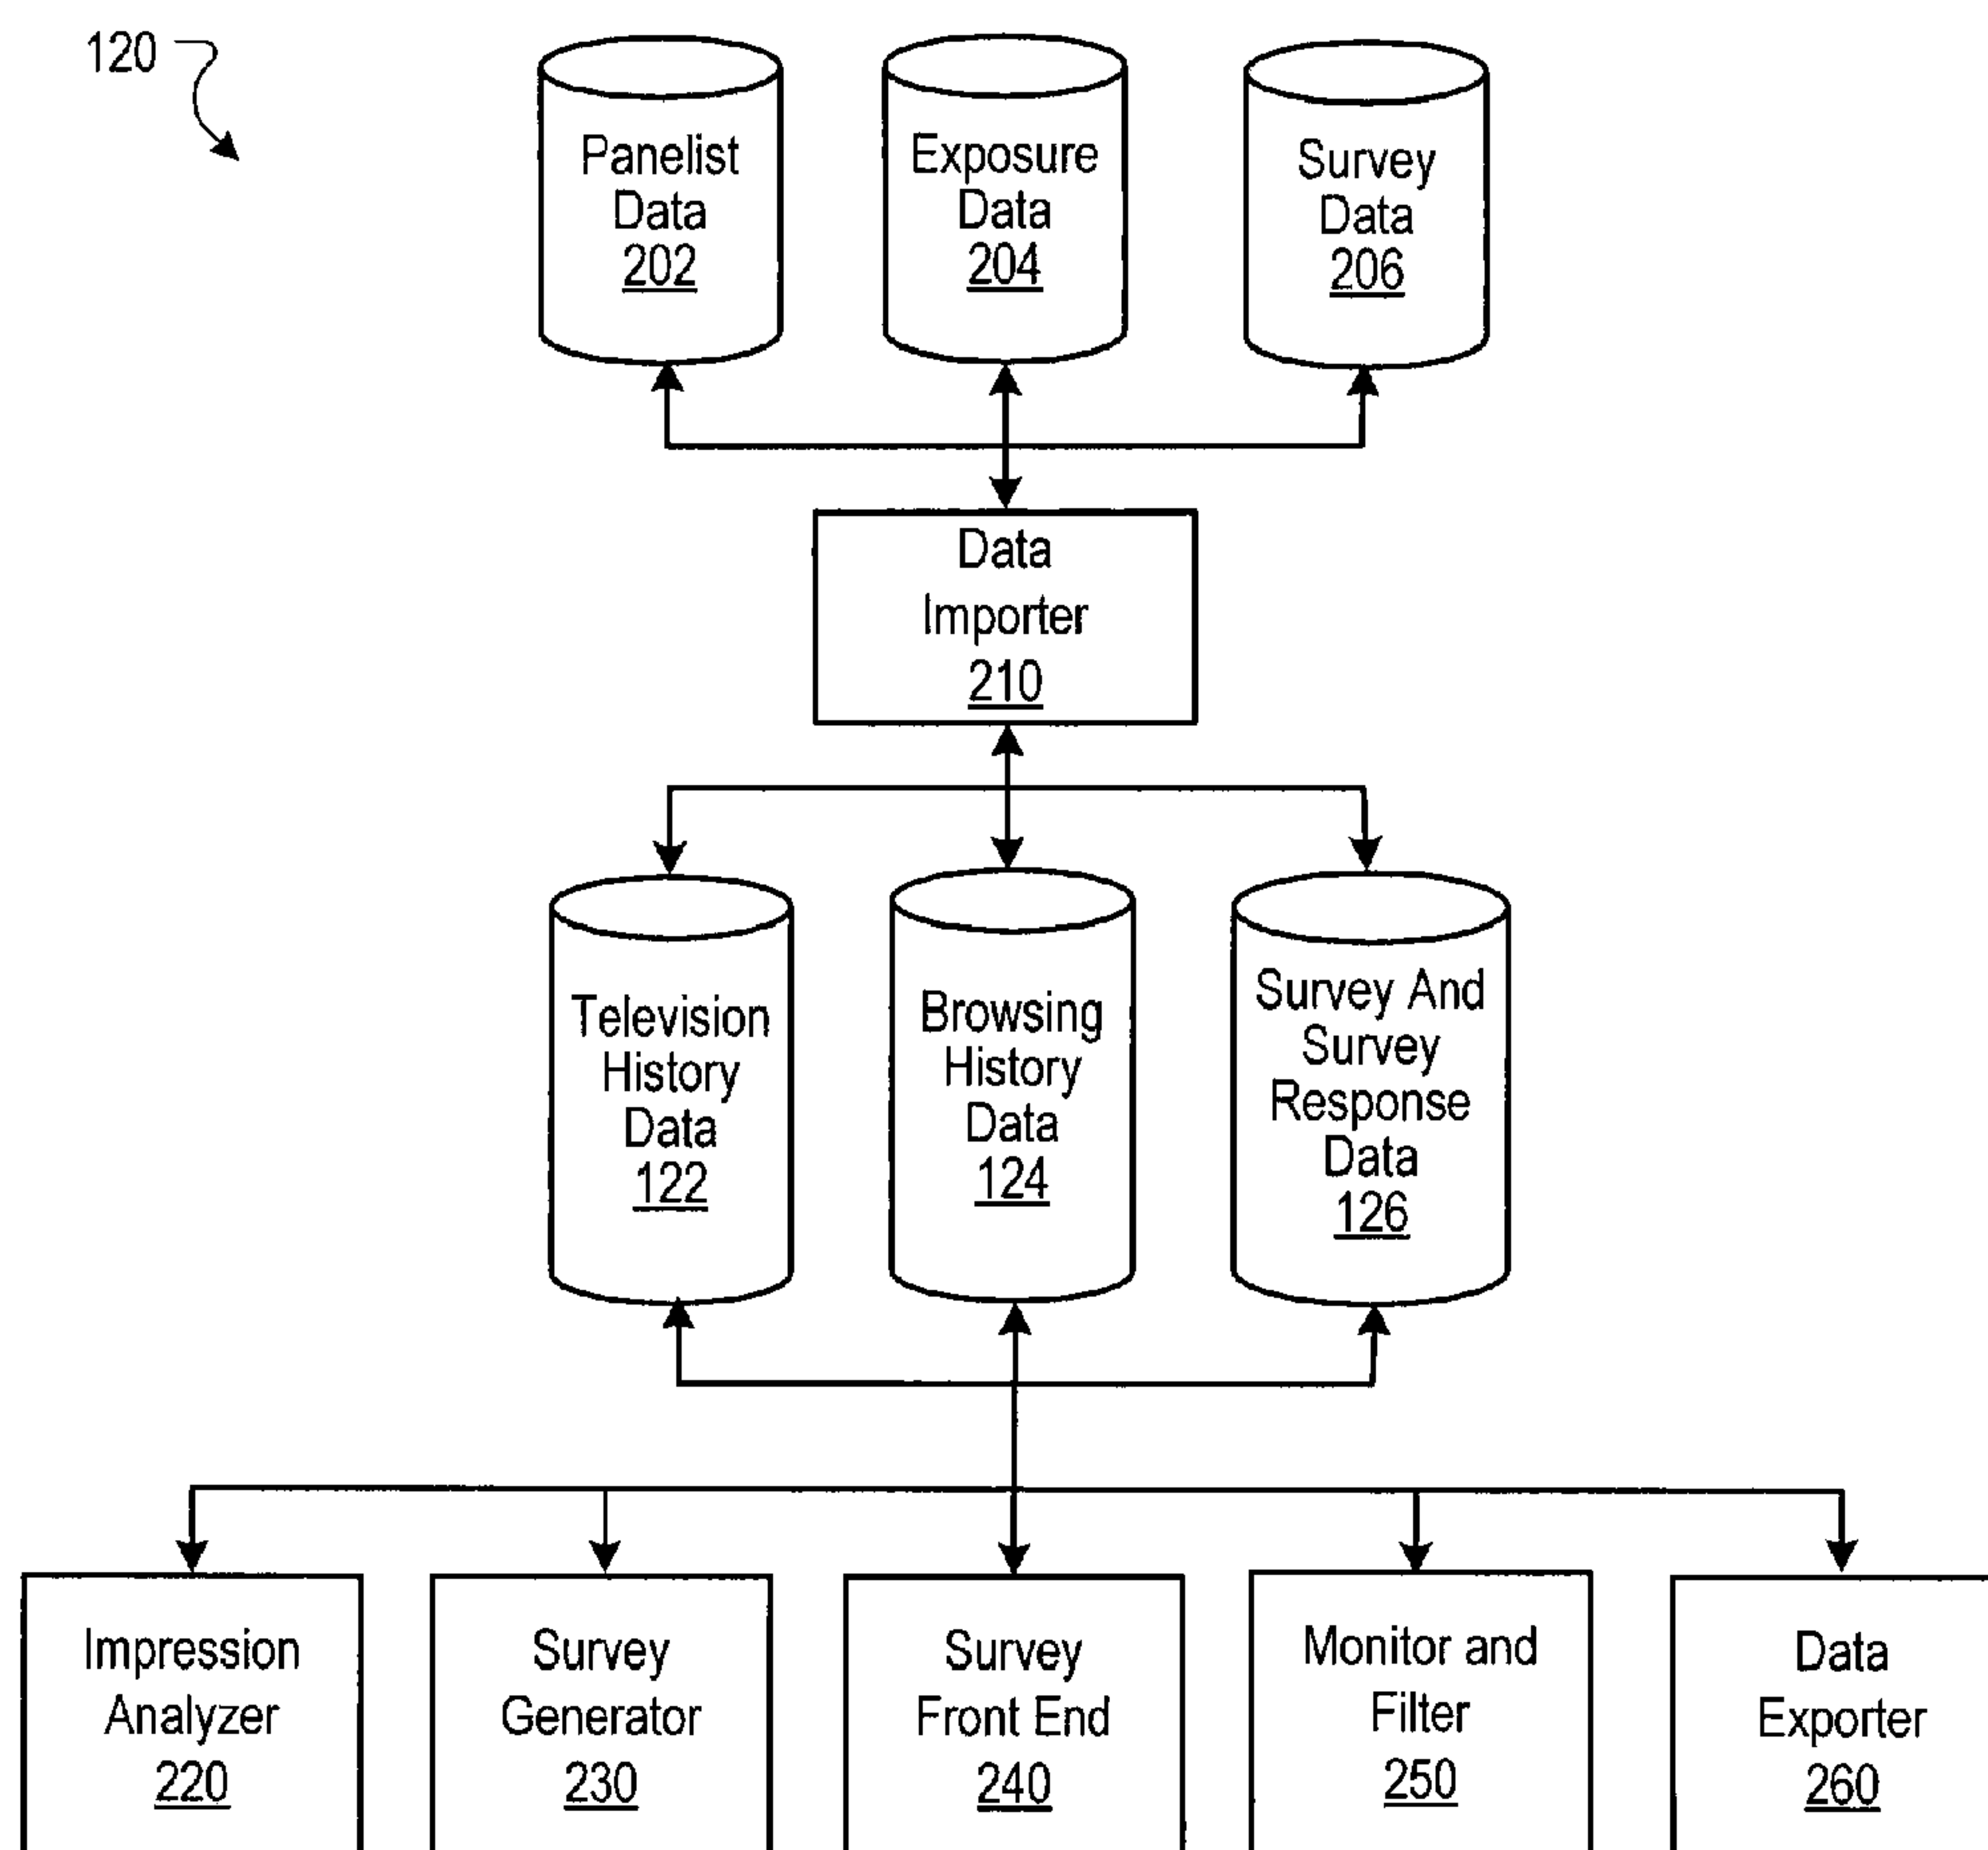 120
Panelist
Data
202
Exposure
Data
204
Survey
Data
206
Data
Importer
210
Television
History
Data
122
Browsing
History
Data
124
Survey And
Survey
Response
Data
126
Impression
Analyzer
220
Survey
Generator
230
Survey
Front End
240
Monitor and
Filter
250
Data
Exporter
260